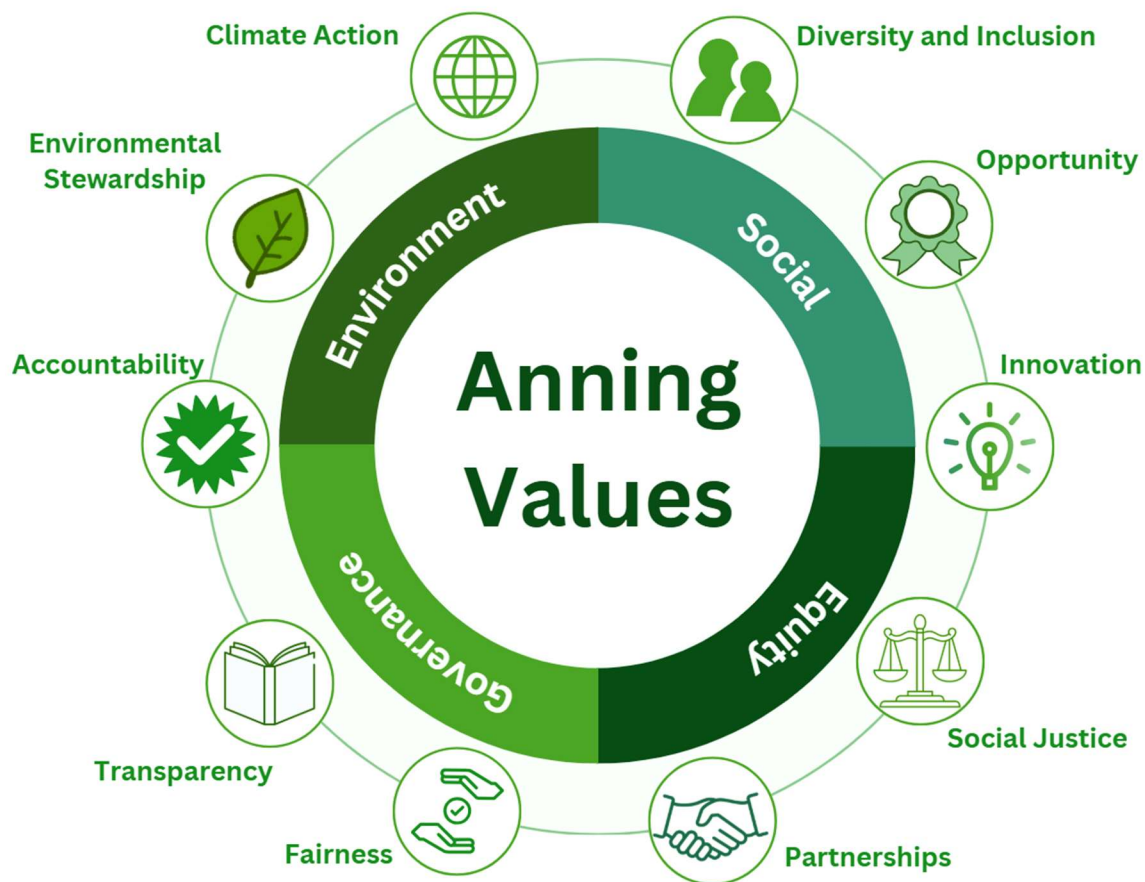 Climate Action
Diversity and Inclusion
Environmental
Stewardship
Opportunity
Environment
Social
Accountability
Innovation
Anning
Values
Governance
Equity
Transparency
Social Justice
Fairness
Partnerships